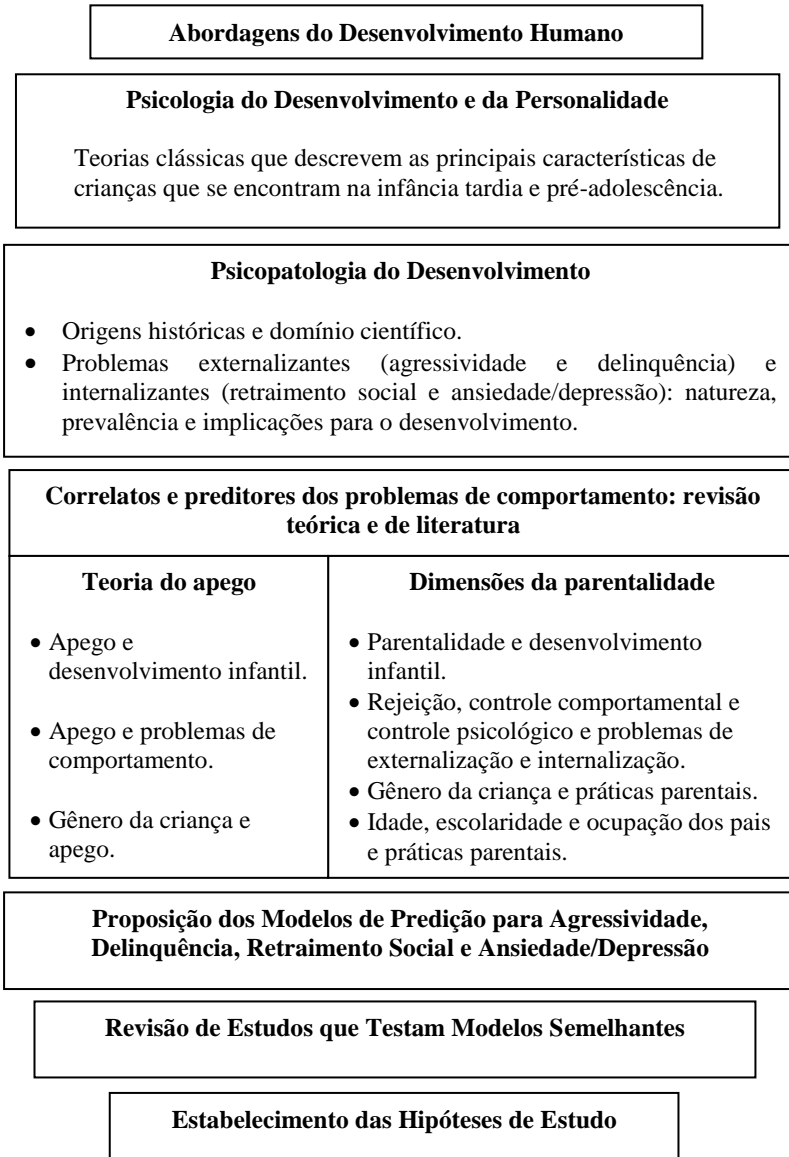 Abordagens do Desenvolvimento Humano
Psicologia do Desenvolvimento e da Personalidade
Teorias clássicas que descrevem as principais características de
crianças que se encontram na infância tardia e pré-adolescência.
Psicopatologia do Desenvolvimento
• Origens históricas e domínio científico.
• Problemas externalizantes (agressividade e delinquência) e
internalizantes (retraimento social e ansiedade/depressão): natureza,
prevalência e implicações para o desenvolvimento.
Correlatos e preditores dos problemas de comportamento: revisão
teórica e de literatura
Teoria do apego
• Apego e
desenvolvimento infantil.
• Apego e problemas de
comportamento.
• Gênero da criança e
apego.
Dimensões da parentalidade
• Parentalidade e desenvolvimento
infantil.
• Rejeição, controle comportamental e
controle psicológico e problemas de
externalização e internalização.
• Gênero da criança e práticas parentais.
• Idade, escolaridade e ocupação dos pais
e práticas parentais.
Proposição dos Modelos de Predição para Agressividade,
Delinquência, Retraimento Social e Ansiedade/Depressão
Revisão de Estudos que Testam Modelos Semelhantes
Estabelecimento das Hipóteses de Estudo